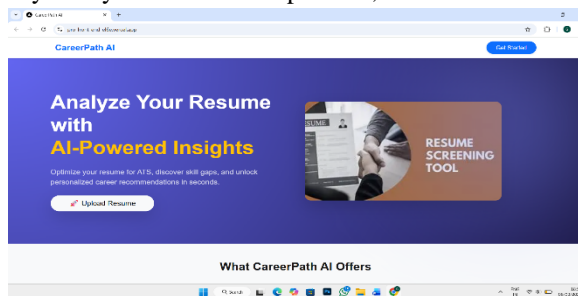 CareerPath AI
CareerPath AI
Get Started
Analyze Your Resume
with
AI-Powered Insights
Optimize your resume for ATS, discover skill gaps, and unlock
personalized career recommendations in seconds.
Upload Resume
RESUME
SCREENING
TOOL
What CareerPath AI Offers
Search